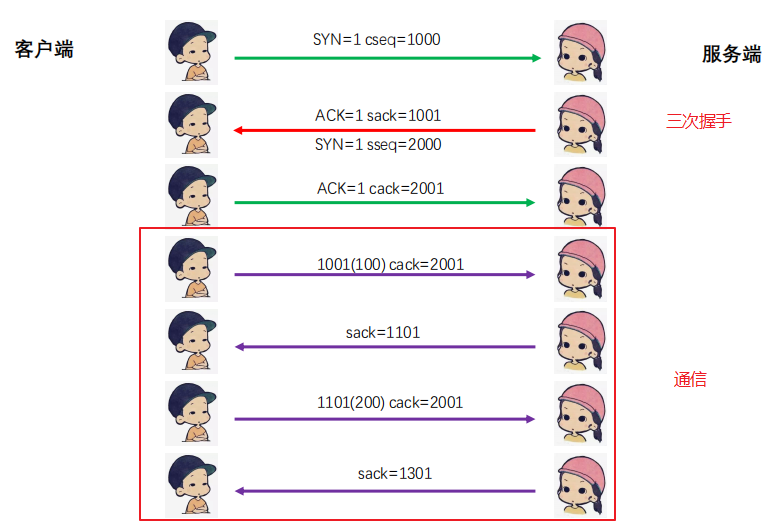 客户端
SYN=1 cseq=1000
服务端
ACK=1 sack=1001
SYN=1 sseq=2000
三次握手
ACK=1 cack=2001
1001(100) cack=2001
sack=1101
通信
1101(200) cack=2001
sack=1301